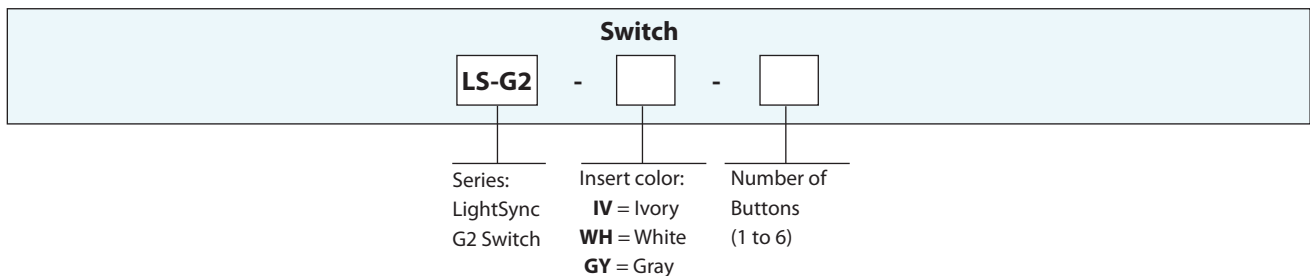 Switch
LS-G2 - -
Series:
LightSync
G2 Switch
Insert color:
IV = Ivory
WH = White
GY = Gray
Number of
Buttons
(1 to 6)